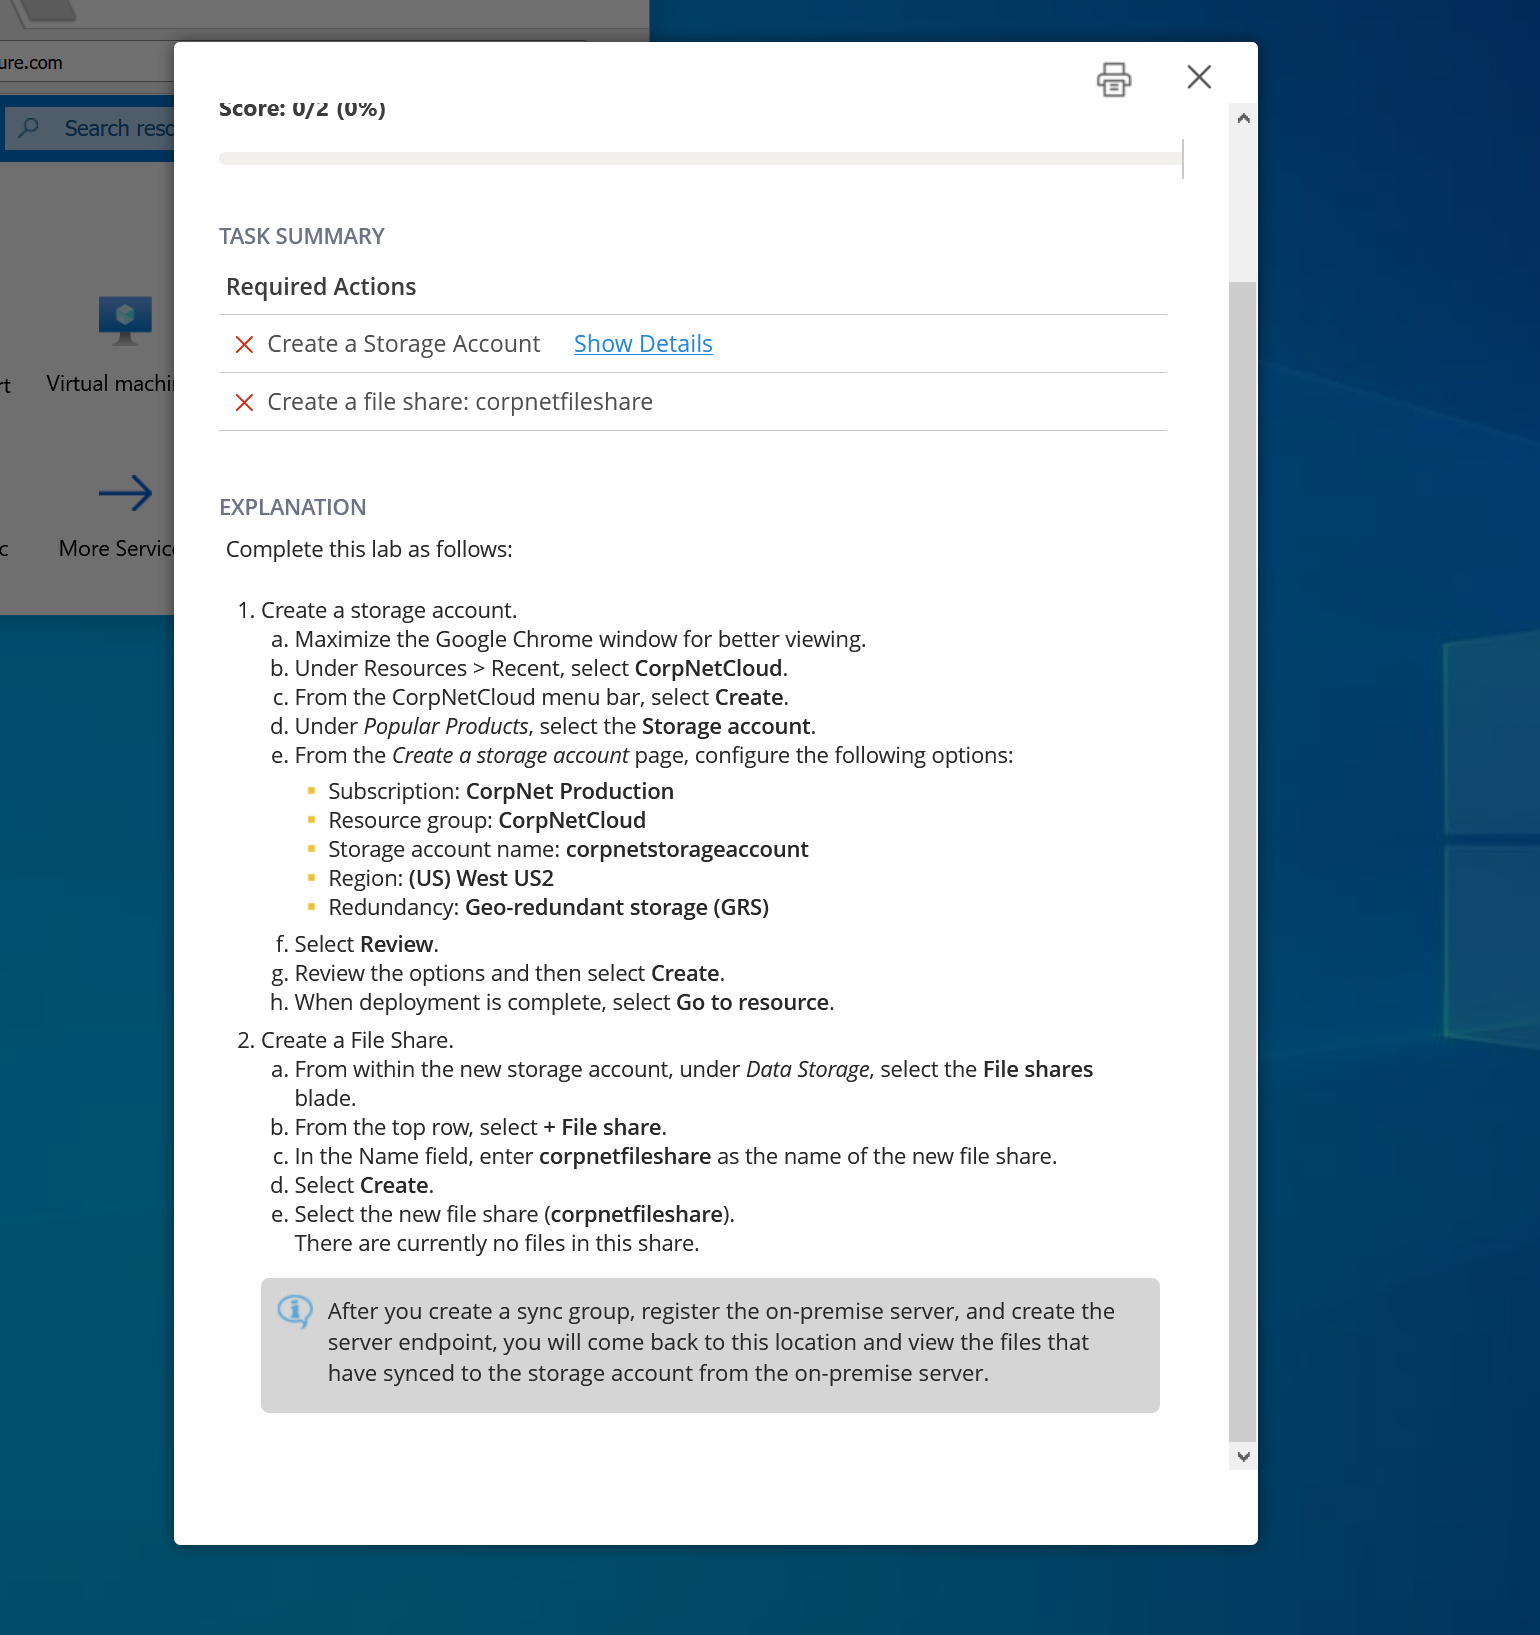 ure.com
Score: 0/2 (0%)
Search reso
TASK SUMMARY
Required Actions
Create a Storage Account Show Details
rt Virtual machi
Create a file share: corpnetfileshare
EXPLANATION
c More Servic
Complete this lab as follows:
1. Create a storage account.
a. Maximize the Google Chrome window for better viewing.
b. Under Resources > Recent, select CorpNetCloud.
c. From the CorpNetCloud menu bar, select Create.
d. Under Popular Products, select the Storage account.
e. From the Create a storage account page, configure the following options:
Subscription: CorpNet Production
Resource group: CorpNetCloud
Storage account name: corpnetstorageaccount
Region: (US) West US2
Redundancy: Geo-redundant storage (GRS)
f. Select Review.
g. Review the options and then select Create.
h. When deployment is complete, select Go to resource.
2. Create a File Share.
a. From within the new storage account, under Data Storage, select the File shares
blade.
b. From the top row, select + File share.
c. In the Name field, enter corpnetfileshare as the name of the new file share.
d. Select Create.
e. Select the new file share (corpnetfileshare).
There are currently no files in this share.
After you create a sync group, register the on-premise server, and create the
server endpoint, you will come back to this location and view the files that
have synced to the storage account from the on-premise server.